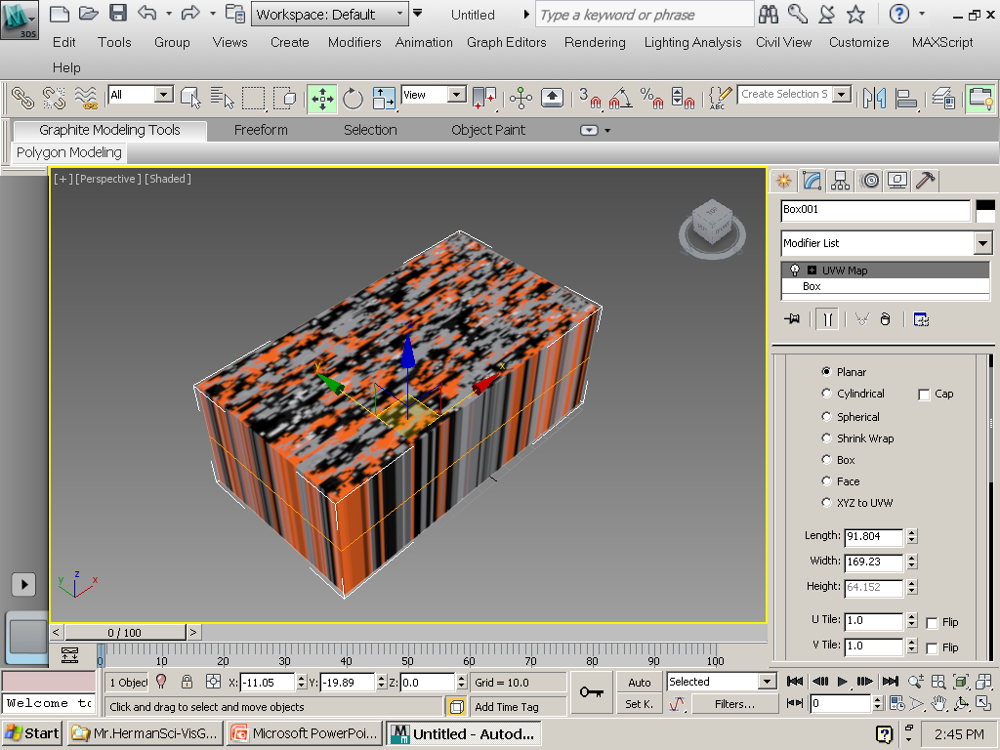 Workspace: Default
Untitled
Type a keyword or phrase
3DS
Edit Tools Group Views Create Modifiers Animation Graph Editors Rendering Lighting Analysis Civil View Customize MAXScript
Help
All
View
3
ABC
Create Selection S
Graphite Modeling Tools Freeform Selection Object Paint
Polygon Modeling
[+] [Perspective] [Shaded]
Box001
Modifier List
UVW Map
Box
Planar
Cylindrical Cap
Spherical
Shrink Wrap
Box
Face
XYZ to UVW
Length: 91.804
Width: 169.23
Height: 64.152
U Tile: 1.0 Flip
V Tile: 1.0 Flip
y x
z
y x
< 0 / 100 >
0 10 20 30 40 50 60 70 80 90 100
1 Object X: -11.05 Y: -19.89 Z: 0.0 Grid = 10.0 Auto Selected
Welcome to Click and drag to select and move objects Add Time Tag Set K. Filters... 0
Start Mr.HermanSci-VisG... Microsoft PowerPoi... Untitled - Autod... 2:45 PM